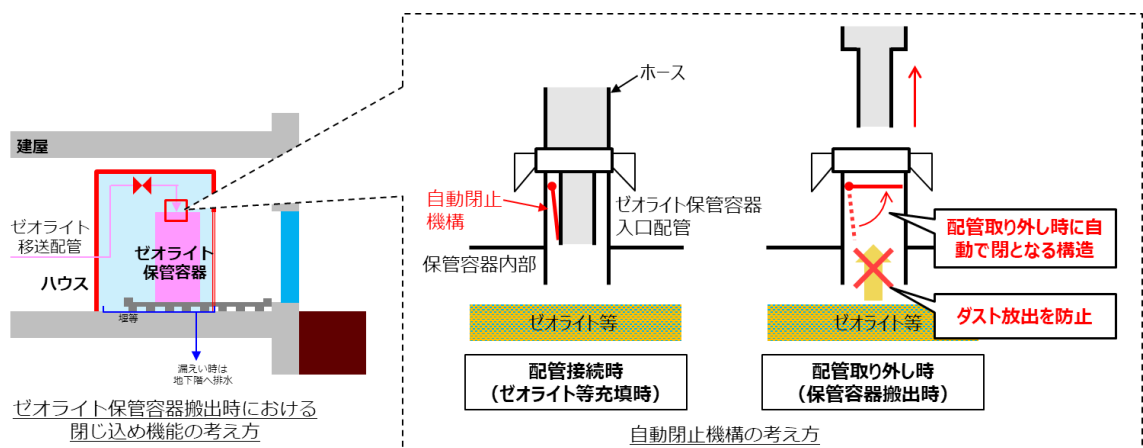 建屋
ゼオライト
移送配管
ハウス
ゼオライト
保管容器
堰等
漏えい時は
地下階へ排水
ゼオライト保管容器搬出時における
閉じ込め機能の考え方
ホース
自動閉止
機構
ゼオライト保管容器
入口配管
保管容器内部
ゼオライト等
配管接続時
(ゼオライト等充填時)
配管取り外し時に自
動で閉となる構造
ダスト放出を防止
ゼオライト等
配管取り外し時
(保管容器搬出時)
自動閉止機構の考え方